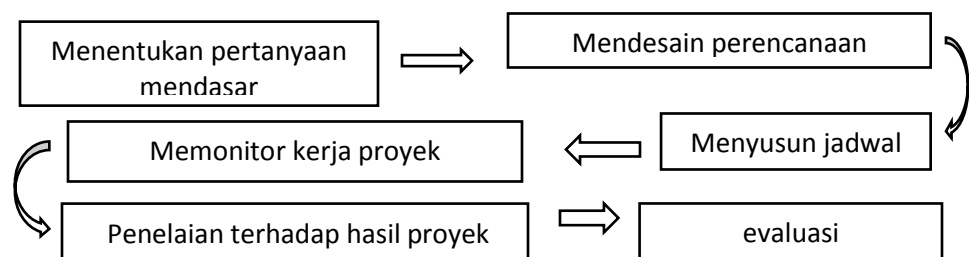 Menentukan pertanyaan
mendasar
Mendesain perencanaan
Menyusun jadwal
Memonitor kerja proyek
Penelaian terhadap hasil proyek
evaluasi